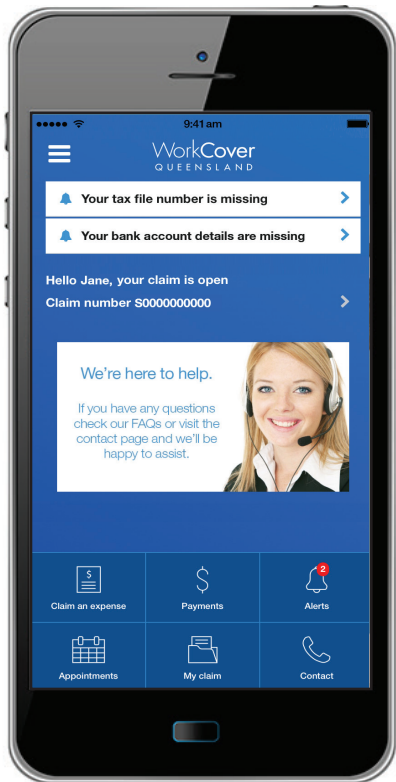 9:41 am
WorkCover
QUEENSLAND
Your tax file number is missing
Your bank account details are missing
Hello Jane, your claim is open
Claim number S0000000000
We're here to help.
If you have any questions
check our FAQs or visit the
contact page and we'll be
happy to assist.
$
$
2
Claim an expense
Payments
Alerts
Appointments
My claim
Contact